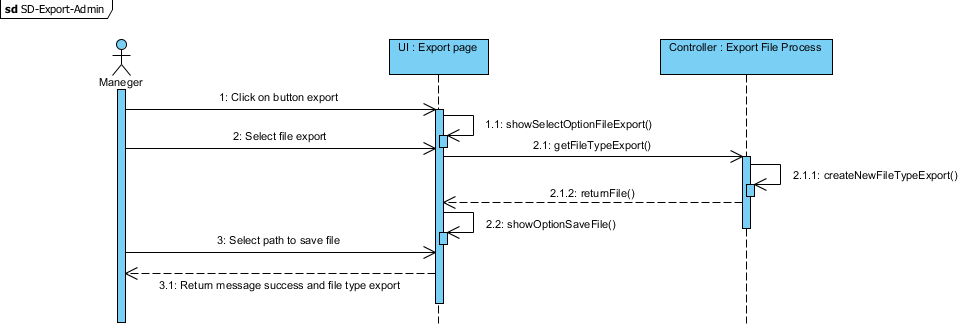 sd SD-Export-Admin
UI : Export page
Controller : Export File Process
Maneger
1: Click on button export
1.1: showSelectOptionFileExport()
2: Select file export
2.1: getFileTypeExport()
2.1.1: createNewFileTypeExport()
2.1.2: returnFile()
2.2: showOptionSaveFile()
3: Select path to save file
3.1: Return message success and file type export